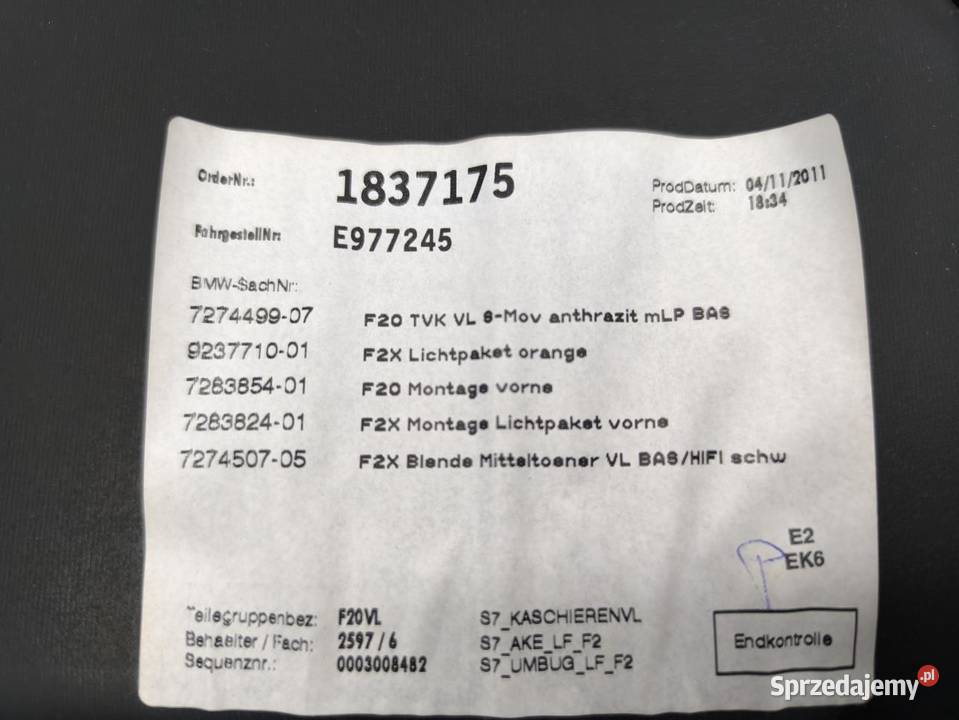 OrderNr.: 1837175 ProdDatum: 04/11/2011
ProdZeit: 18:34
FahrgestellNr: E977245
BMW-SachNr:
7274499-07 F20 TVK VL S-Mov anthrazit mLP BAS
9237710-01 F2X Lichtpaket orange
7283854-01 F20 Montage vorne
7283824-01 F2X Montage Lichtpaket vorne
7274507-05 F2X Blende Mitteltoener VL BAS/HIFI schw
E2
EK6
Teilegruppenbez: F20VL S7_KASCHIERENVL
Behaelter / Fach: 2597 / 6 S7_AKE_LF_F2
Sequenznr.: 0003008482 S7_UMBUG_LF_F2
Endkontrolle
Sprzedajemy.pl